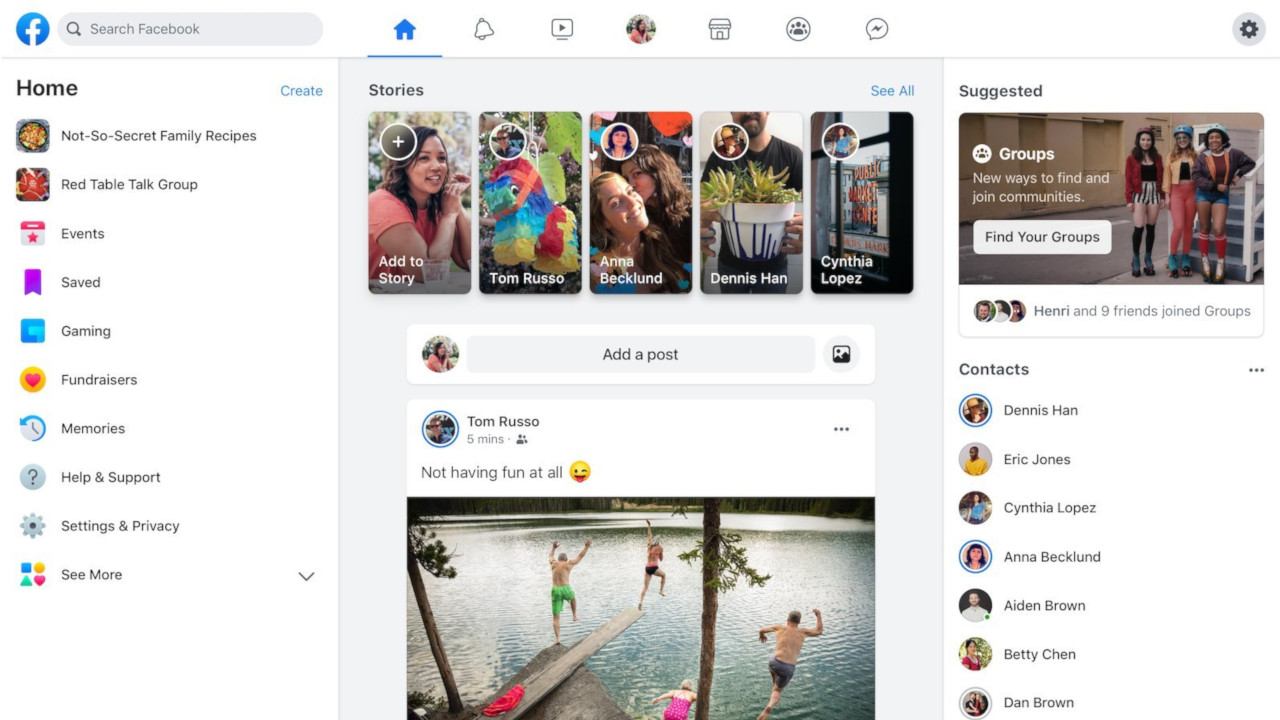 Search Facebook
Home
Create
Not-So-Secret Family Recipes
Red Table Talk Group
Events
Saved
Gaming
Fundraisers
Memories
Help & Support
Settings & Privacy
See More
Stories
See All
Add to
Story
Tom Russo
Anna
Becklund
Dennis Han
PUBLIC
MARKET
CENTER
Cynthia
Lopez
Add a post
Tom Russo
5 mins ·
Not having fun at all
Suggested
Groups
New ways to find and
join communities.
Find Your Groups
Henri and 9 friends joined Groups
Contacts
Dennis Han
Eric Jones
Cynthia Lopez
Anna Becklund
Aiden Brown
Betty Chen
Dan Brown